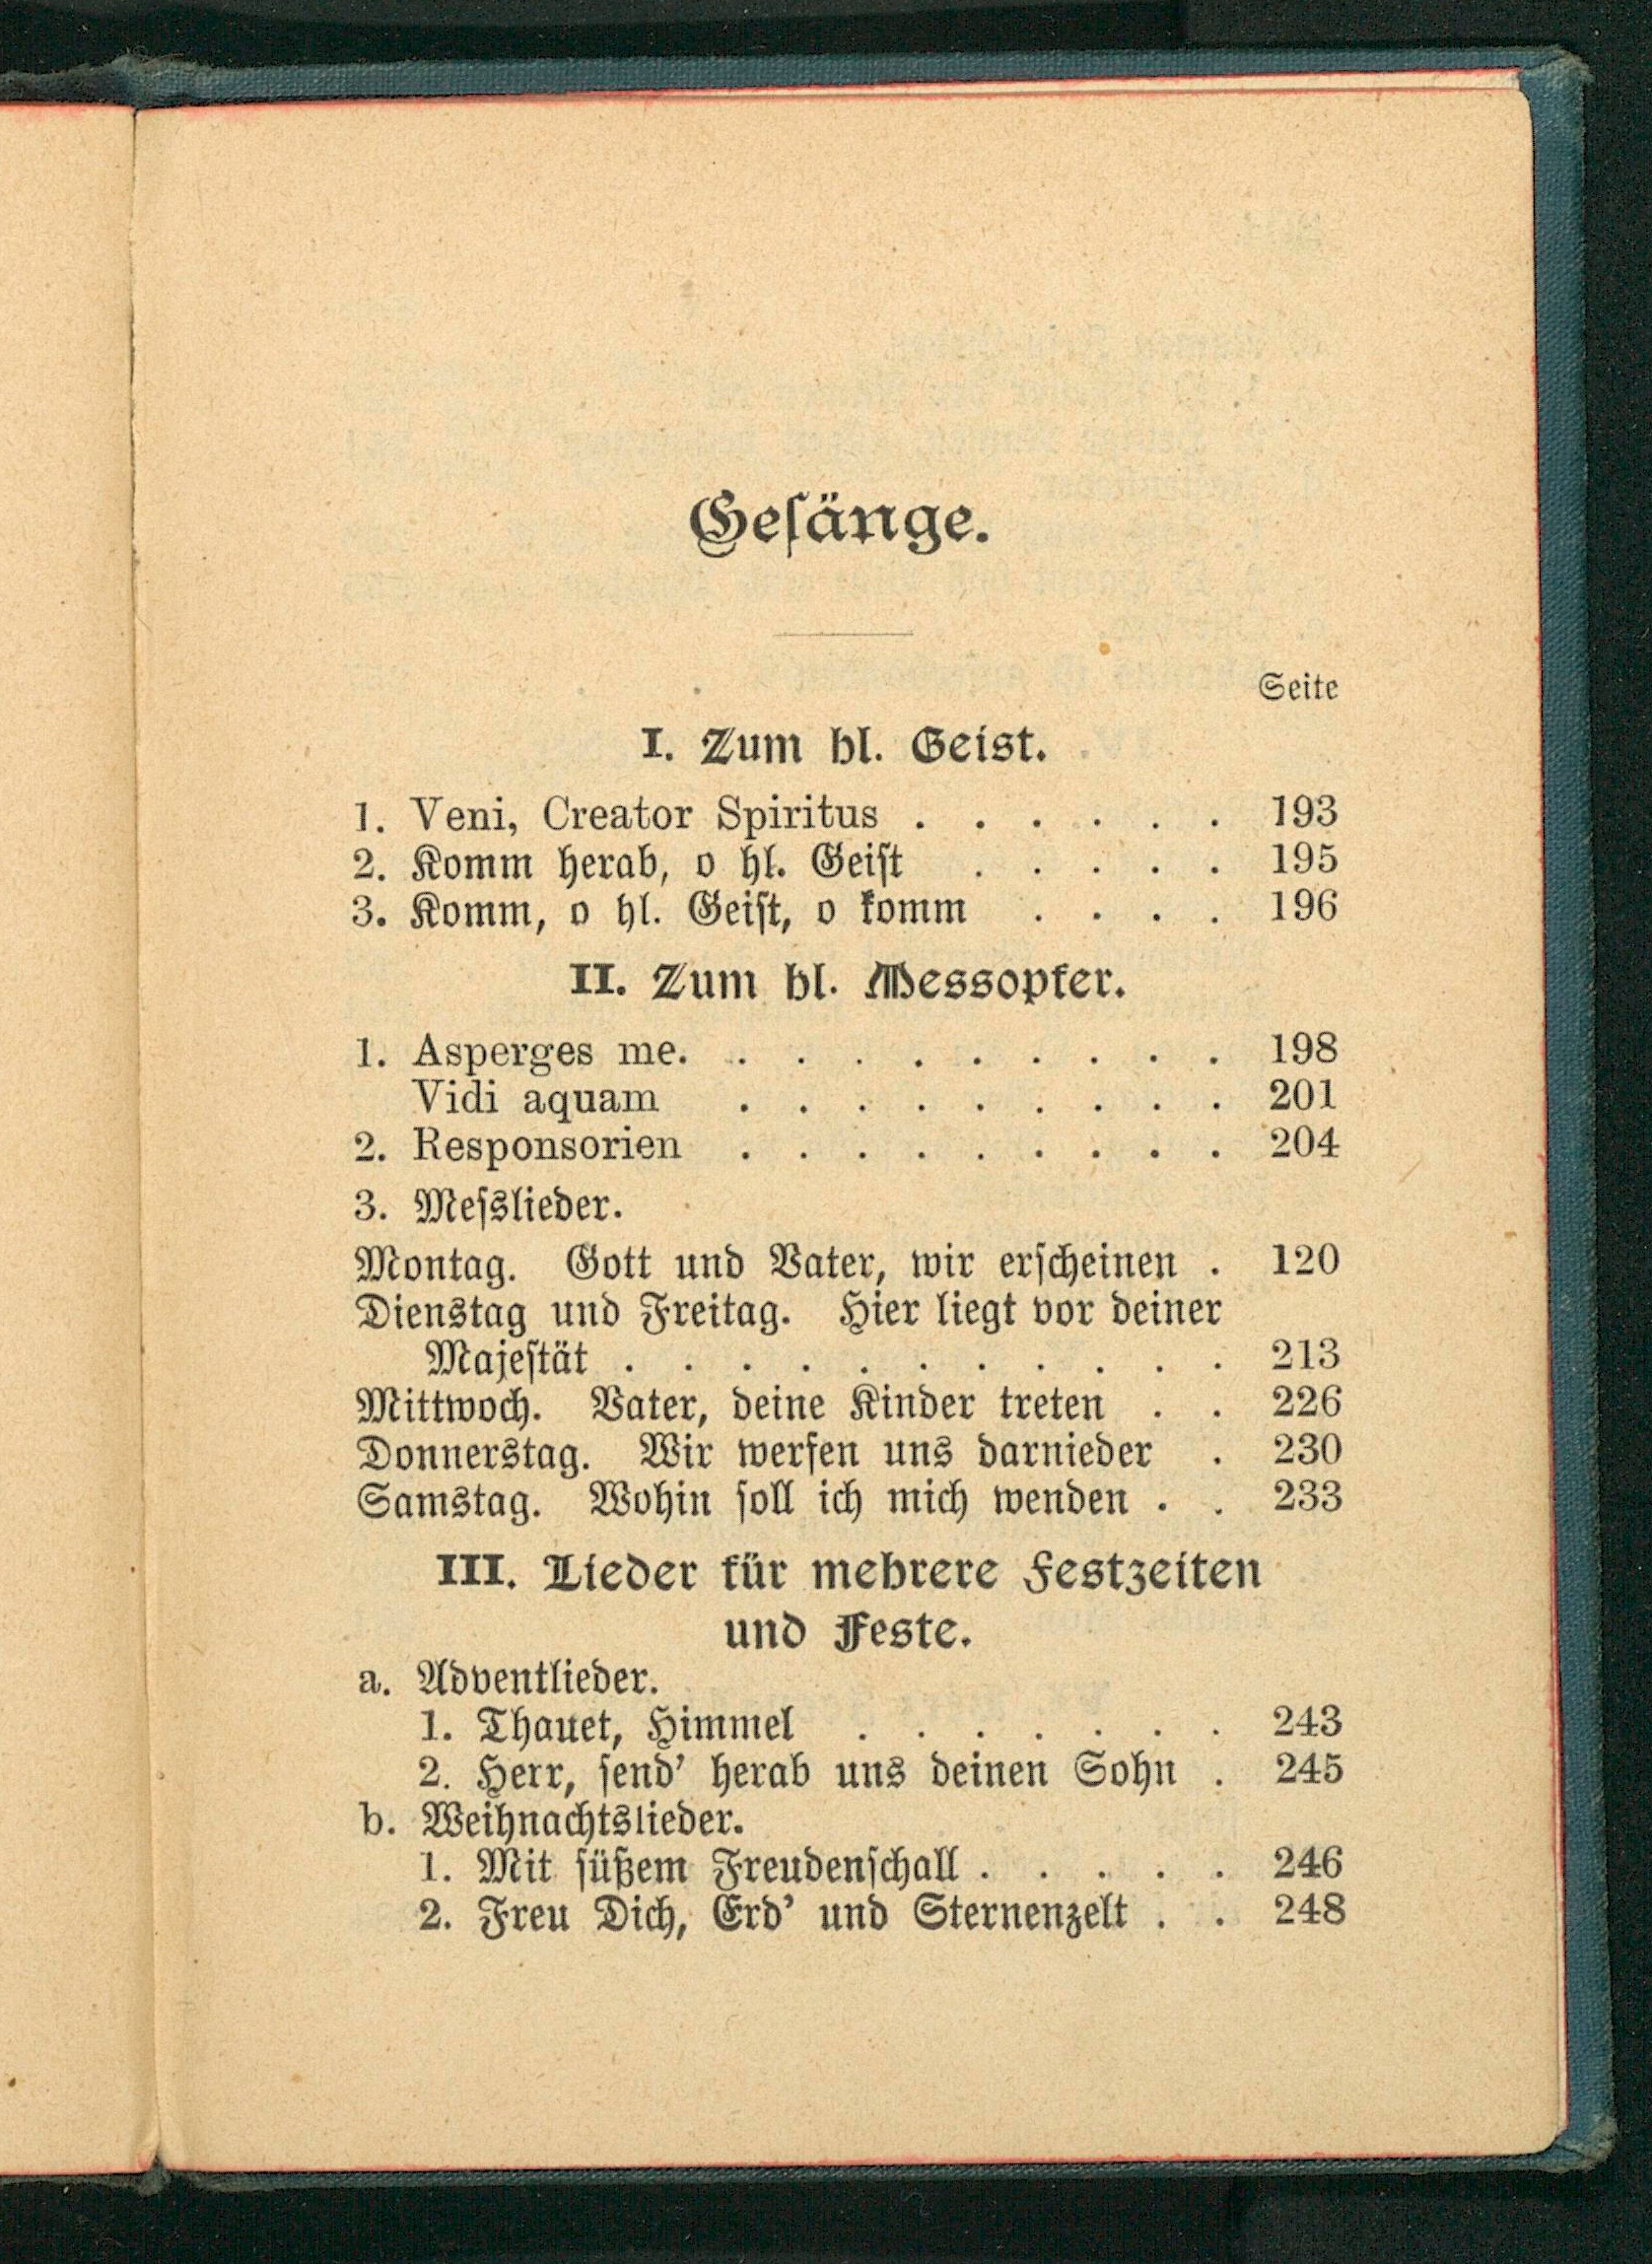 Gesänge.
Seite
I. Zum hl. Geist.
1. Veni, Creator Spiritus . . . . . . 193
2. Komm herab, o hl. Geist . . . . . 195
3. Komm, o hl. Geist, o komm . . . . 196
II. Zum hl. Messopfer.
1. Asperges me. . . . . . . . . . 198
Vidi aquam . . . . . . . . . 201
2. Responsorien . . . . . . . . . 204
3. Messlieder.
Montag. Gott und Vater, wir erscheinen . 120
Dienstag und Freitag. Hier liegt vor deiner
Majestät . . . . . . . . . . . 213
Mittwoch. Vater, deine Kinder treten . . 226
Donnerstag. Wir werfen uns darnieder . 230
Samstag. Wohin soll ich mich wenden . . 233
III. Lieder für mehrere Festzeiten
und Feste.
a. Adventlieder.
1. Thauet, Himmel . . . . . . . 243
2. Herr, send' herab uns deinen Sohn . 245
b. Weihnachtslieder.
1. Mit süßem Freudenschall . . . . . 246
2. Freu Dich, Erd' und Sternenzelt . . 248